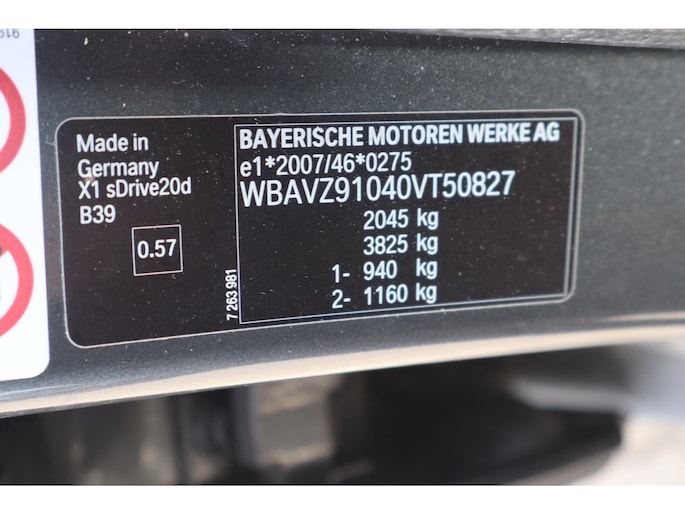 Made in
Germany
X1 sDrive20d
B39
0.57
7 263 981
BAYERISCHE MOTOREN WERKE AG
e1*2007/46*0275
WBAVZ91040VT50827
2045 kg
3825 kg
1- 940 kg
2- 1160 kg